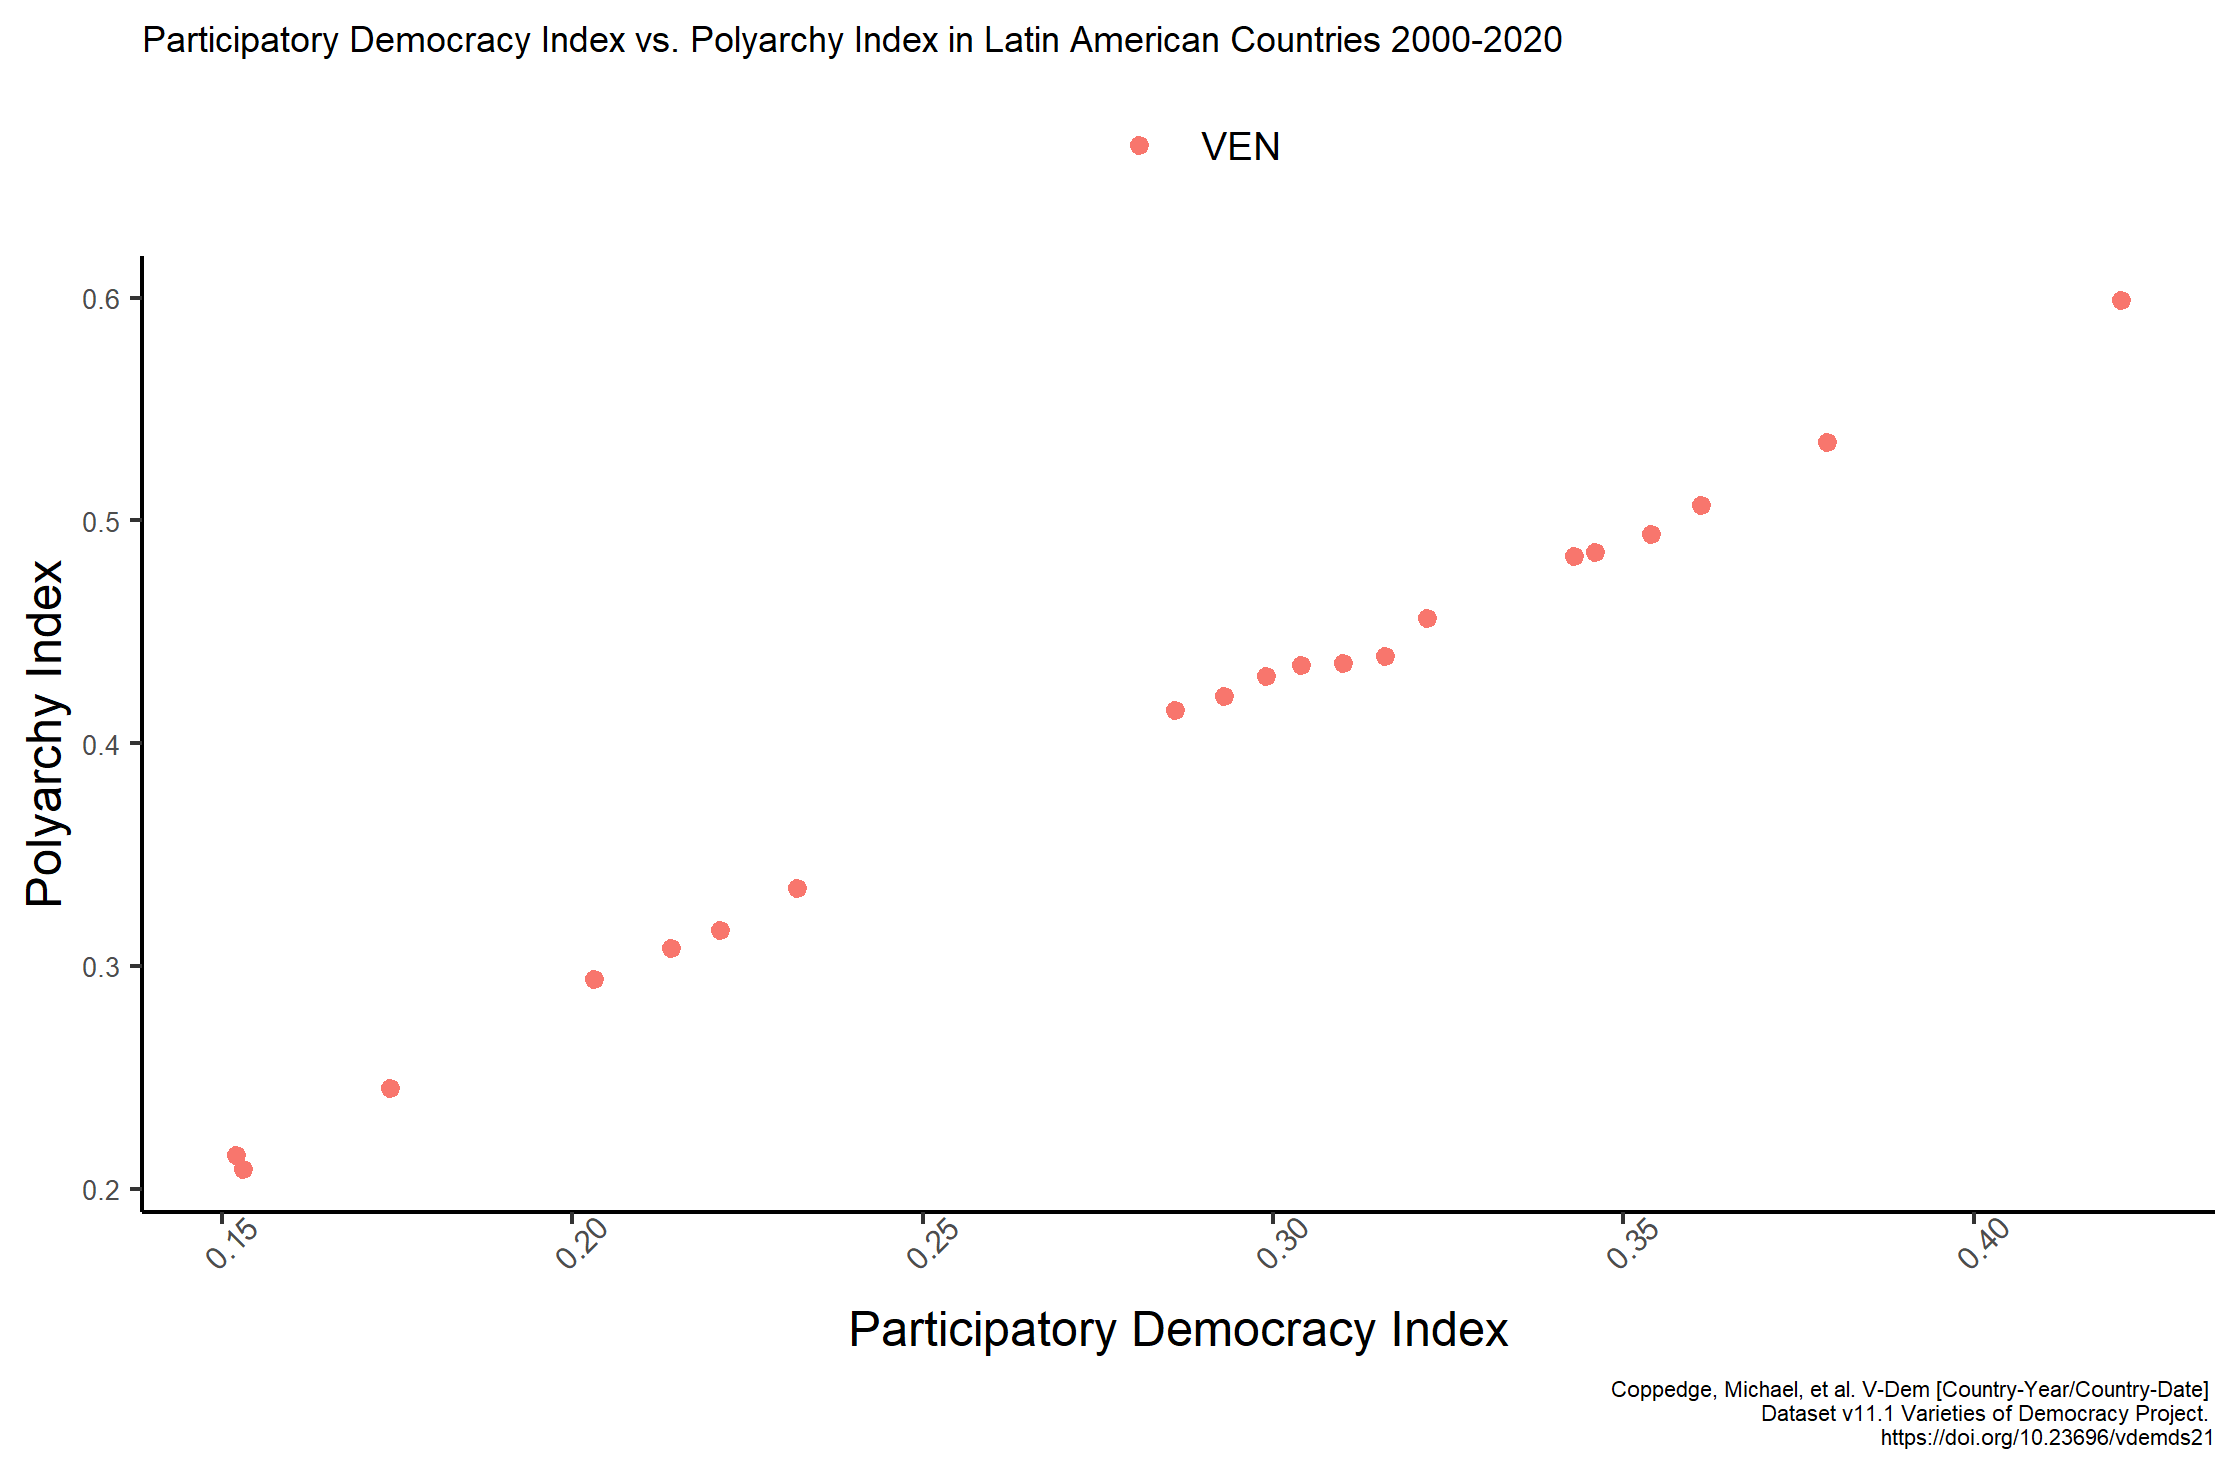 Participatory Democracy Index vs. Polyarchy Index in Latin American Countries 2000-2020
VEN
Polyarchy Index
0.6
0.5
0.4
0.3
0.2
0.15
0.20
0.25
0.30
0.35
0.40
Participatory Democracy Index
Coppedge, Michael, et al. V-Dem [Country-Year/Country-Date]
Dataset v11.1 Varieties of Democracy Project.
https://doi.org/10.23696/vdemds21